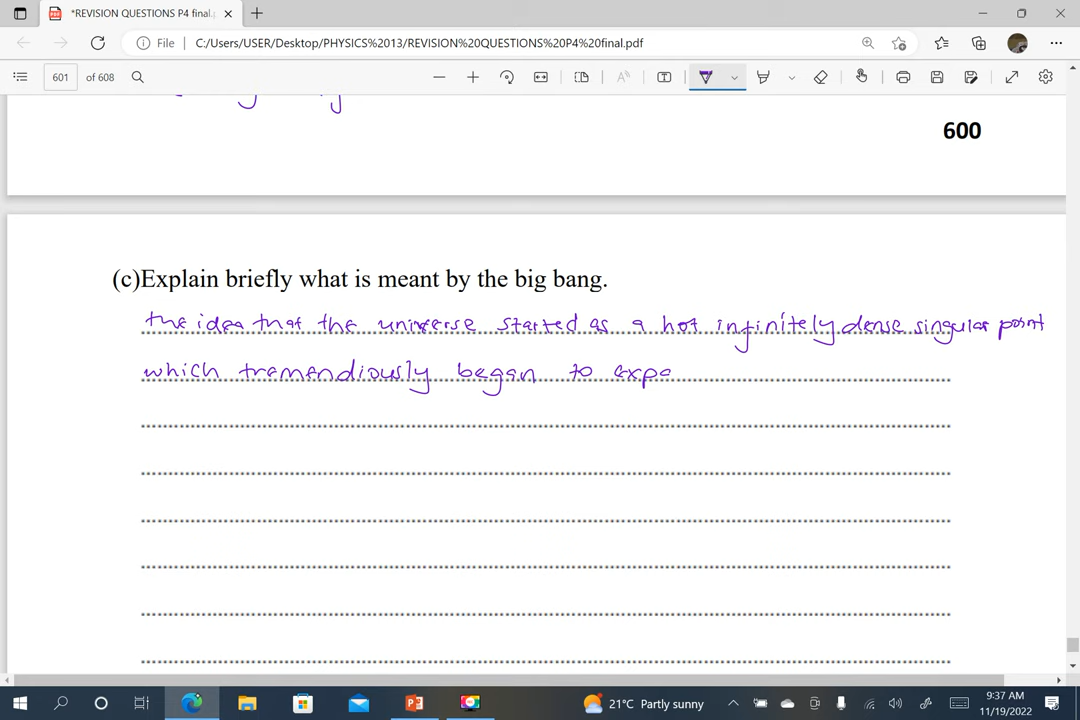 *REVISION QUESTIONS P4 final.
File C:/Users/USER/Desktop/PHYSICS%2013/REVISION%20QUESTIONS%20P4%20final.pdf
601 of 608
600
(c)Explain briefly what is meant by the big bang.
the idea that the universe started as a hot infinitely dense singular point
which tremendiously began to expa
21°C Partly sunny
9:37 AM
11/19/2022